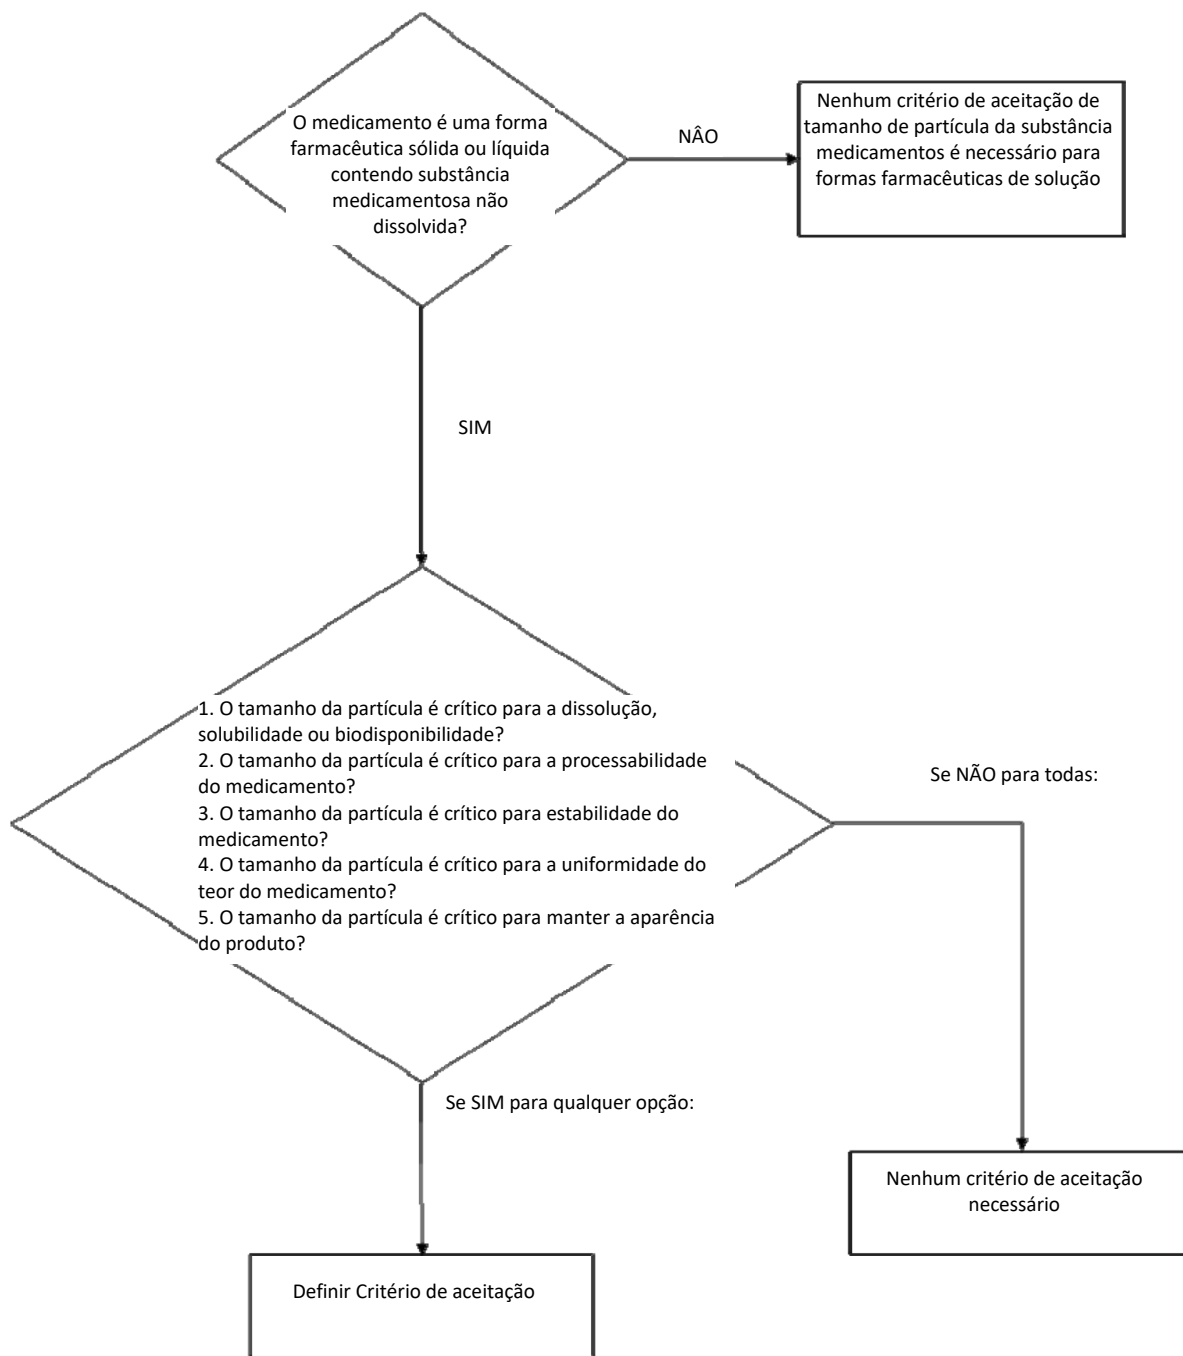 O medicamento é uma forma
farmacêutica sólida ou líquida
contendo substância
medicamentosa não
dissolvida?
NÂO
Nenhum critério de aceitação de
tamanho de partícula da substância
medicamentos é necessário para
formas farmacêuticas de solução
SIM
1. O tamanho da partícula é crítico para a dissolução,
solubilidade ou biodisponibilidade?
2. O tamanho da partícula é crítico para a processabilidade
do medicamento?
3. O tamanho da partícula é crítico para estabilidade do
medicamento?
4. O tamanho da partícula é crítico para a uniformidade do
teor do medicamento?
5. O tamanho da partícula é crítico para manter a aparência
do produto?
Se NÃO para todas:
Se SIM para qualquer opção:
Nenhum critério de aceitação
necessário
Definir Critério de aceitação